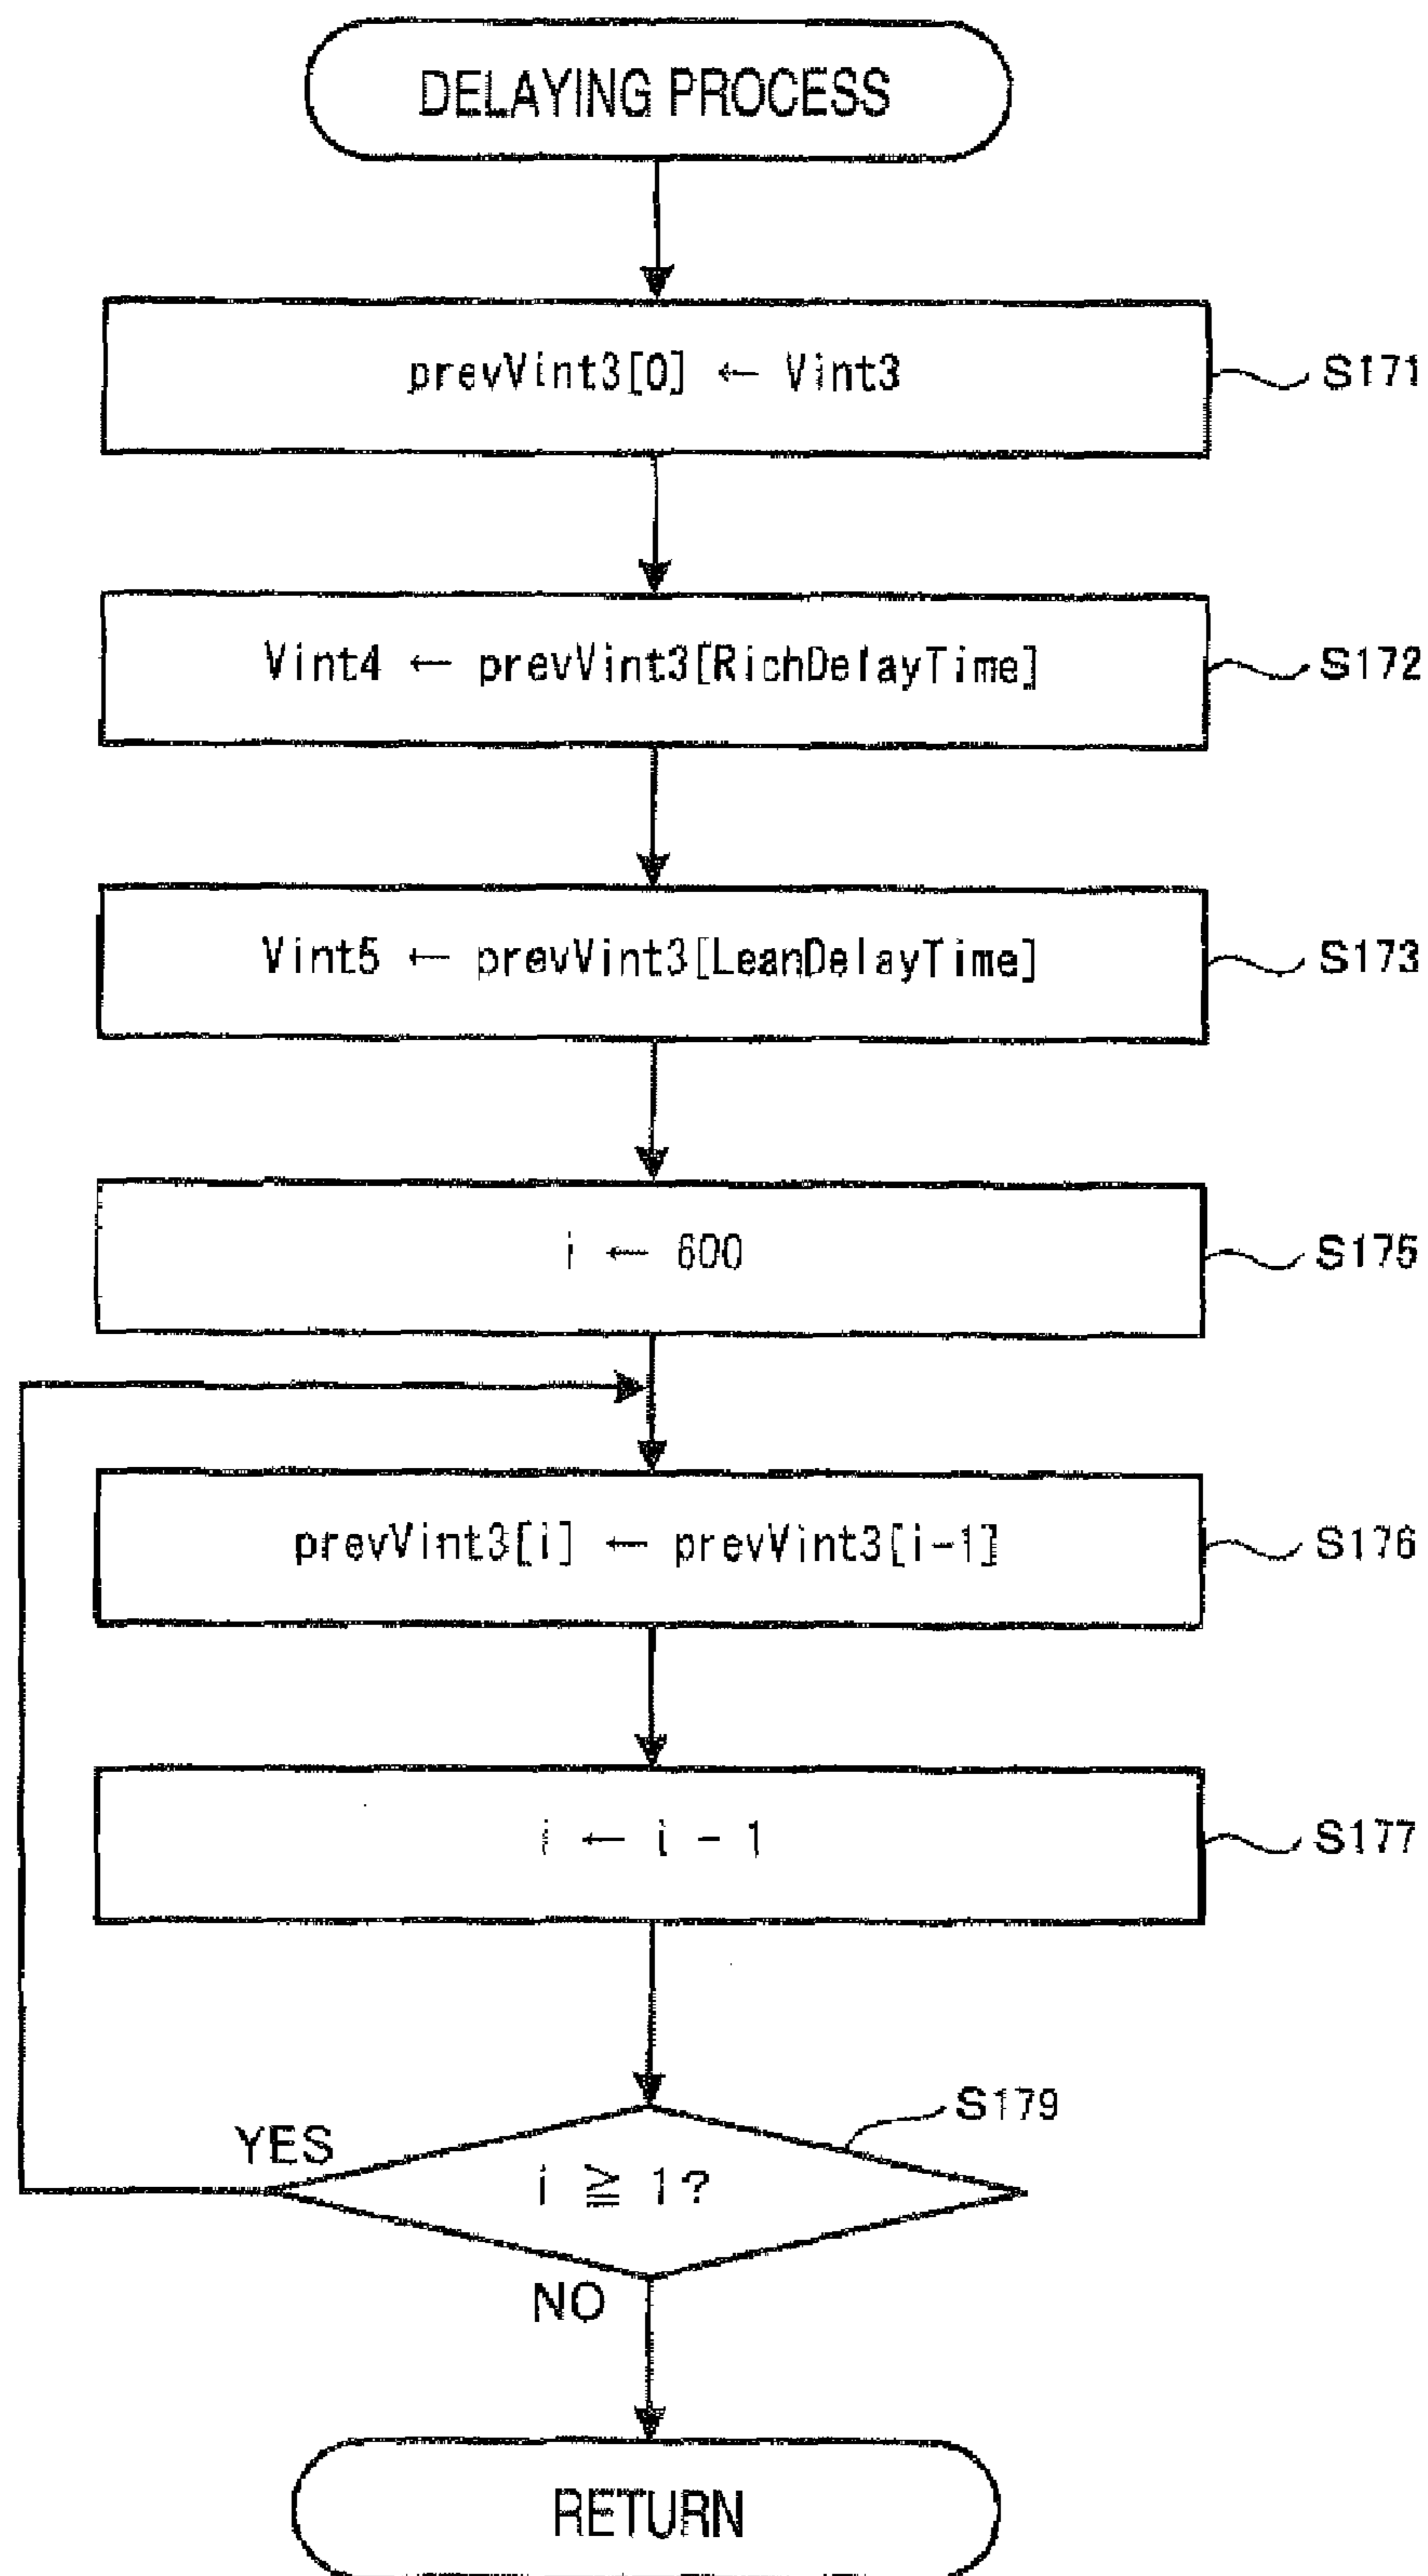 DELAYING PROCESS
prevVint3[0] ← Vint3
S171
Vint4 ← prevVint3[RichDelayTime]
S172
Vint5 ← prevVint3[LeanDelayTime]
S173
i ← 600
S175
prevVint3[i] ← prevVint3[i-1]
S176
i ← i - 1
S177
S179
YES
i ≧ 1?
NO
RETURN